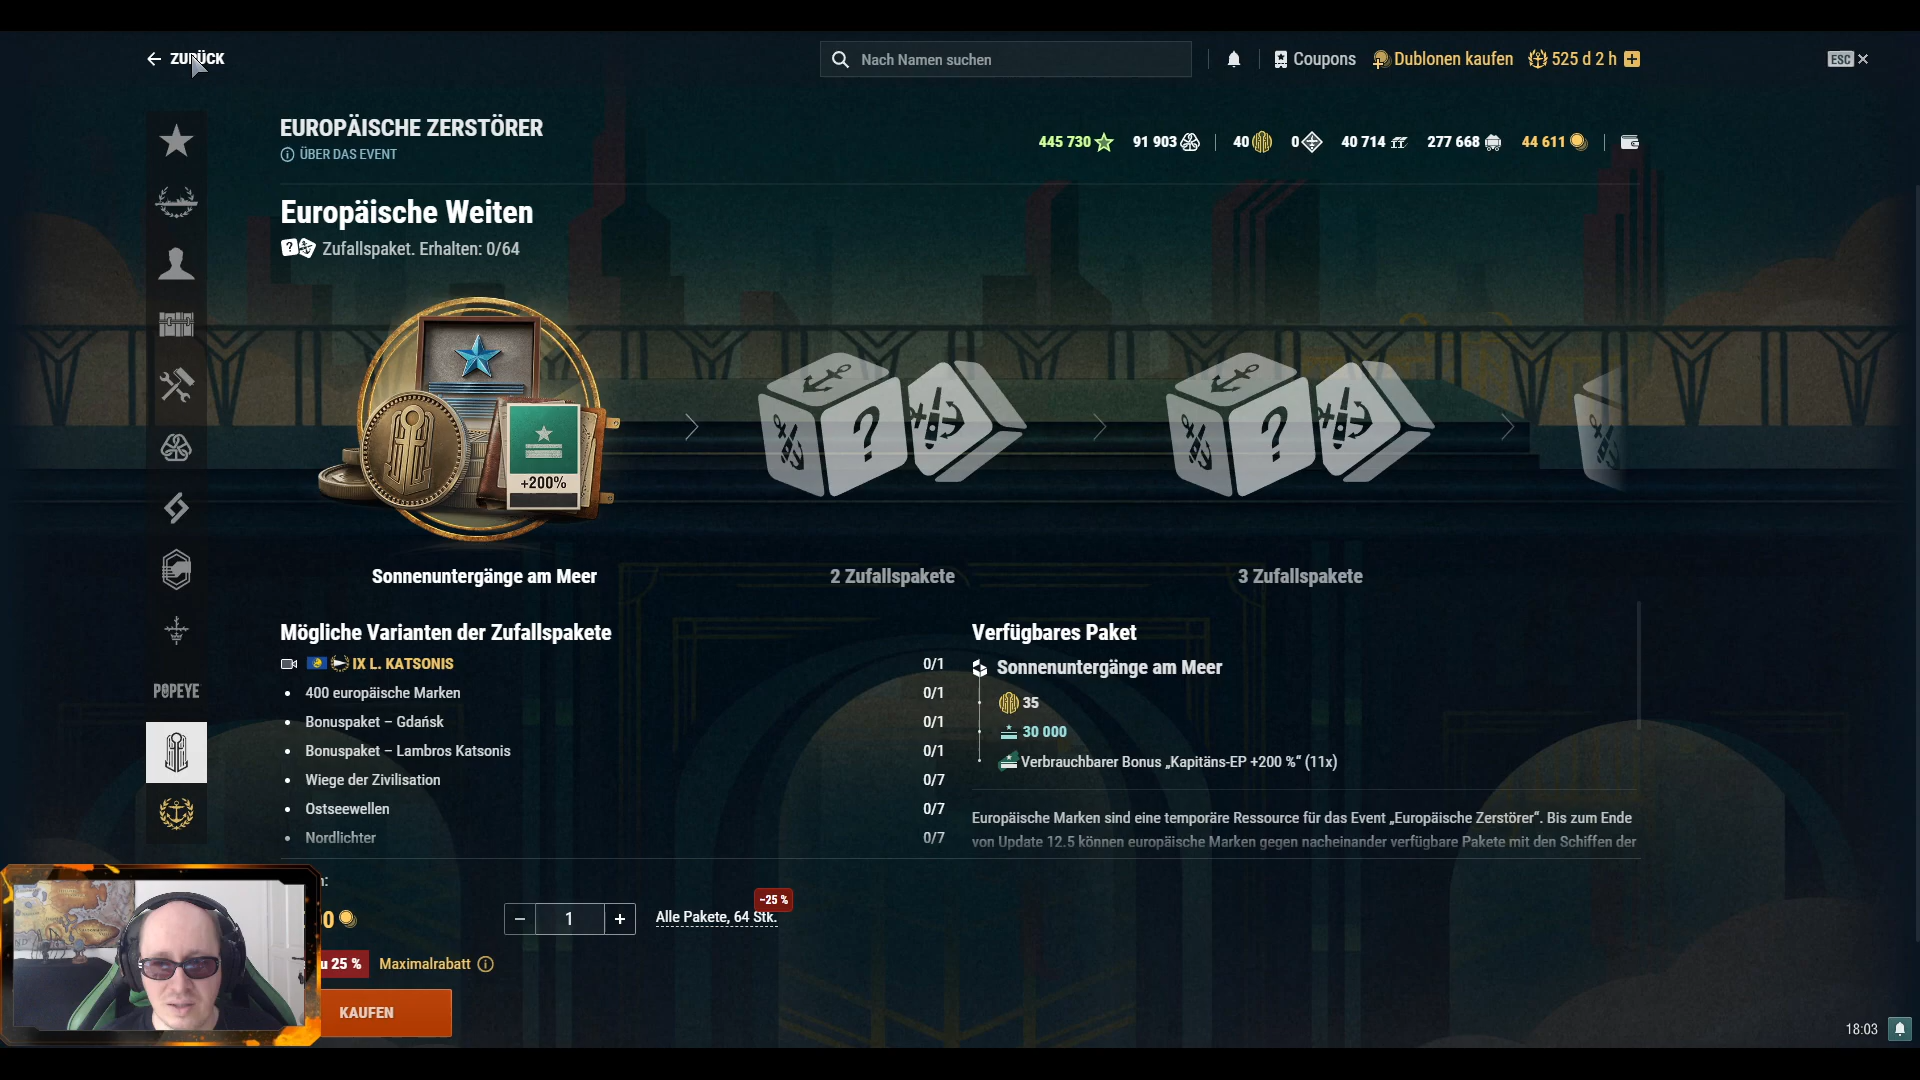 ZURÜCK
Nach Namen suchen
Coupons
Dublonen kaufen
525 d 2 h
ESC
EUROPÄISCHE ZERSTÖRER
ÜBER DAS EVENT
445 730
91 903
40
0
40 714
277 668
44 611
Europäische Weiten
Zufallspaket. Erhalten: 0/64
+200%
Sonnenuntergänge am Meer
2 Zufallspakete
3 Zufallspakete
Mögliche Varianten der Zufallspakete
IX L. KATSONIS 0/1
400 europäische Marken 0/1
Bonuspaket – Gdańsk 0/1
Bonuspaket – Lambros Katsonis 0/1
Wiege der Zivilisation 0/7
Ostseewellen 0/7
Nordlichter 0/7
Verfügbares Paket
Sonnenuntergänge am Meer
35
30 000
Verbrauchbarer Bonus „Kapitäns-EP +200 %“ (11x)
Europäische Marken sind eine temporäre Ressource für das Event „Europäische Zerstörer“. Bis zum Ende
von Update 12.5 können europäische Marken gegen nacheinander verfügbare Pakete mit den Schiffen der
POPEYE
1
Alle Pakete, 64 Stk.
-25 %
25 %
Maximalrabatt
KAUFEN
18:03